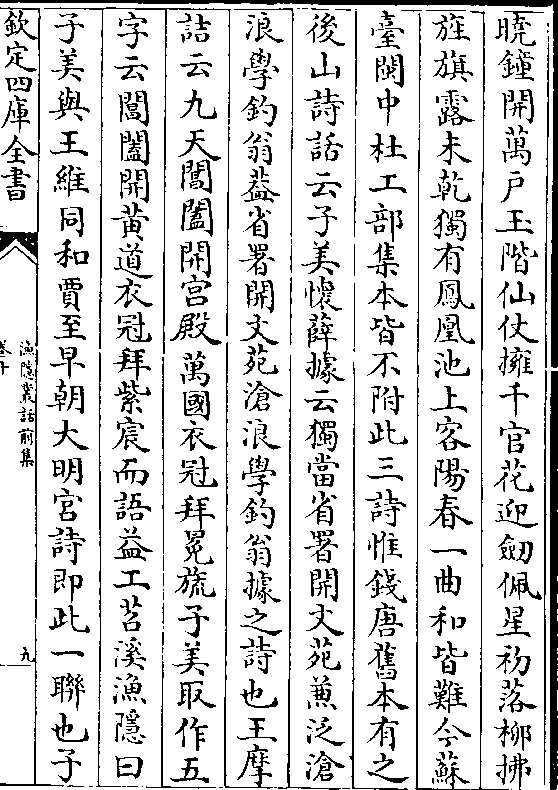 曉鐘開萬户玉階仙仗擁千官花迎劒佩星初落柳拂
旌旗露未乾獨有鳳凰池上客陽春一曲和皆難今蘇
臺閩中杜工部集本皆不附此三詩惟錢唐舊本有之
後山詩話云子美懷薛據云獨當省署開文苑兼泛滄
浪學釣翁葢省署開文苑滄浪學釣翁據之詩也王摩
詰云九天閶闔開宫殿萬國衣冠拜冕旒子美取作五
字云閶闔開黄道衣冠拜紫宸而語益工苕溪漁隱曰
子美與王維同和賈至早朝大明宫詩即此一聯也子
欽定四庫全書
漁隱叢話前集
卷十
九